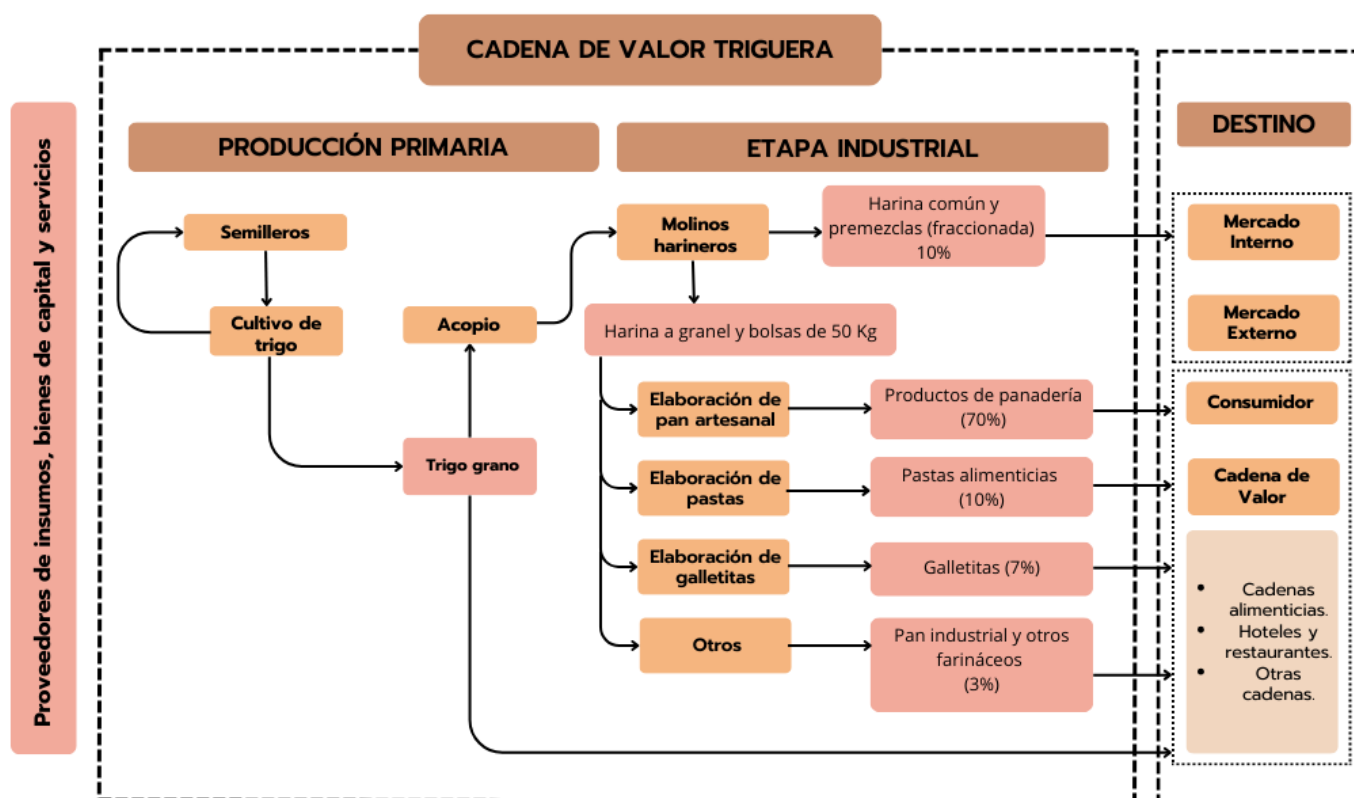 CADENA DE VALOR TRIGUERA
Proveedores de insumos, bienes de capital y servicios
PRODUCCIÓN PRIMARIA
Semilleros
Cultivo de
trigo
Acopio
Trigo grano
ETAPA INDUSTRIAL
Molinos
harineros
Harina común y
premezclas (fraccionada)
10%
Harina a granel y bolsas de 50 Kg
Elaboración de
pan artesanal
Productos de panadería
(70%)
Elaboración de
pastas
Pastas alimenticias
(10%)
Elaboración de
galletitas
Galletitas (7%)
Otros
Pan industrial y otros
farináceos
(3%)
DESTINO
Mercado
Interno
Mercado
Externo
Consumidor
Cadena de
Valor
• Cadenas
alimenticias.
• Hoteles y
restaurantes.
• Otras
cadenas.